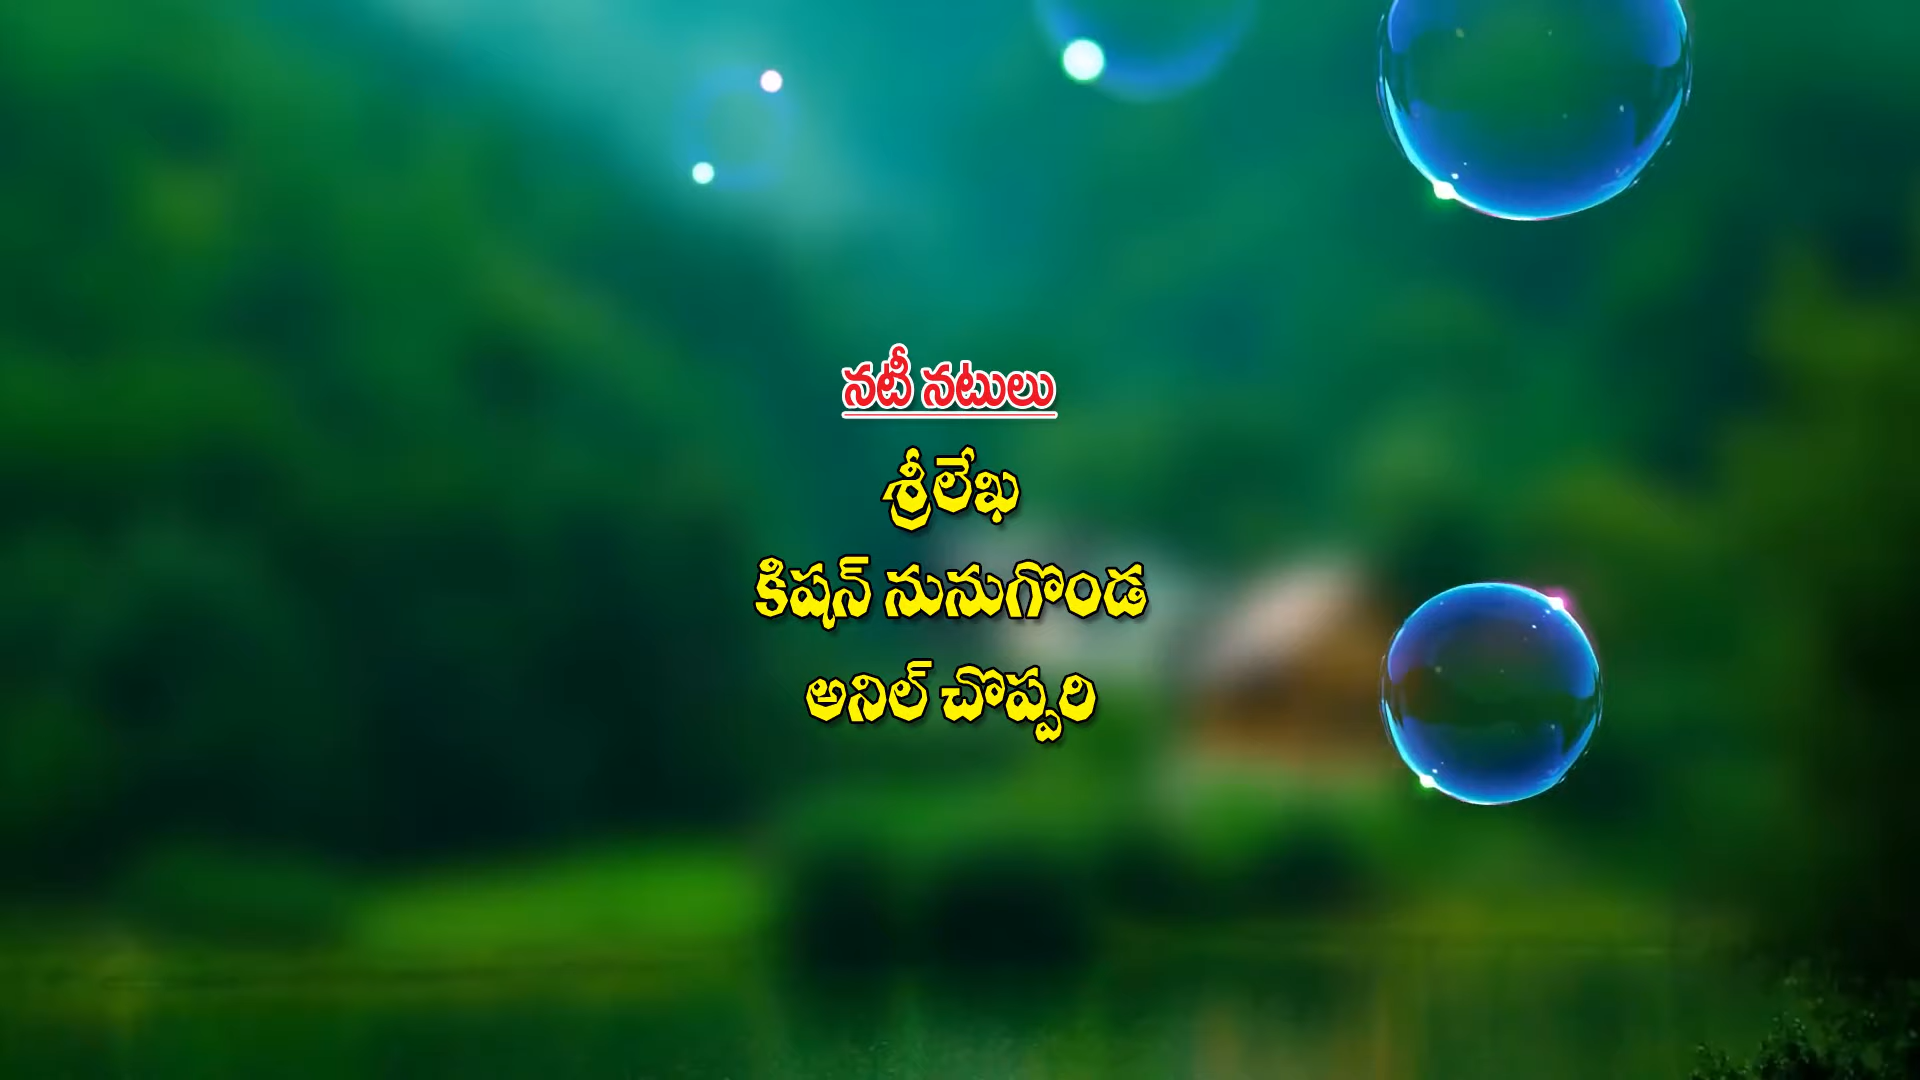 నటీ నటులు
శ్రీలేఖ
కిషన్ నునుగొండ
అనిల్ చొప్పరి